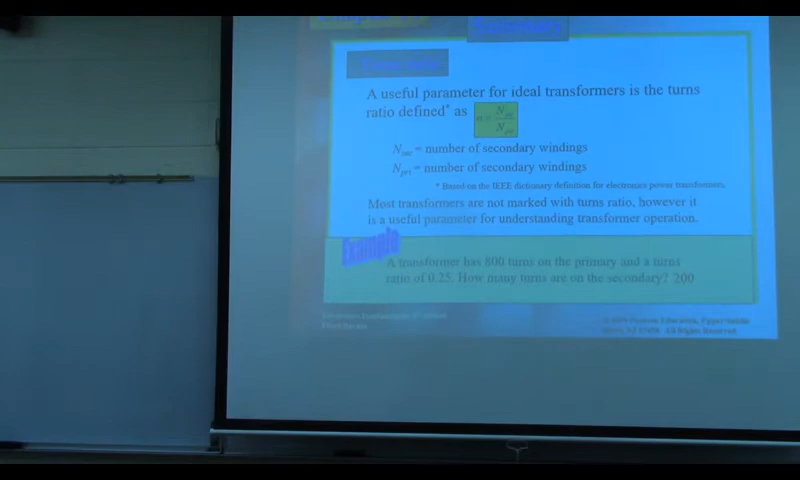 Summary
A useful parameter for ideal transformers is the turns
ratio defined* as n = Nsec / Npri
Nsec = number of secondary windings
Npri = number of secondary windings
* Based on the IEEE dictionary definition for electronics power transformers.
Most transformers are not marked with turns ratio, however it
is a useful parameter for understanding transformer operation.
Example
A transformer has 800 turns on the primary and a turns
ratio of 0.25. How many turns are on the secondary? 200